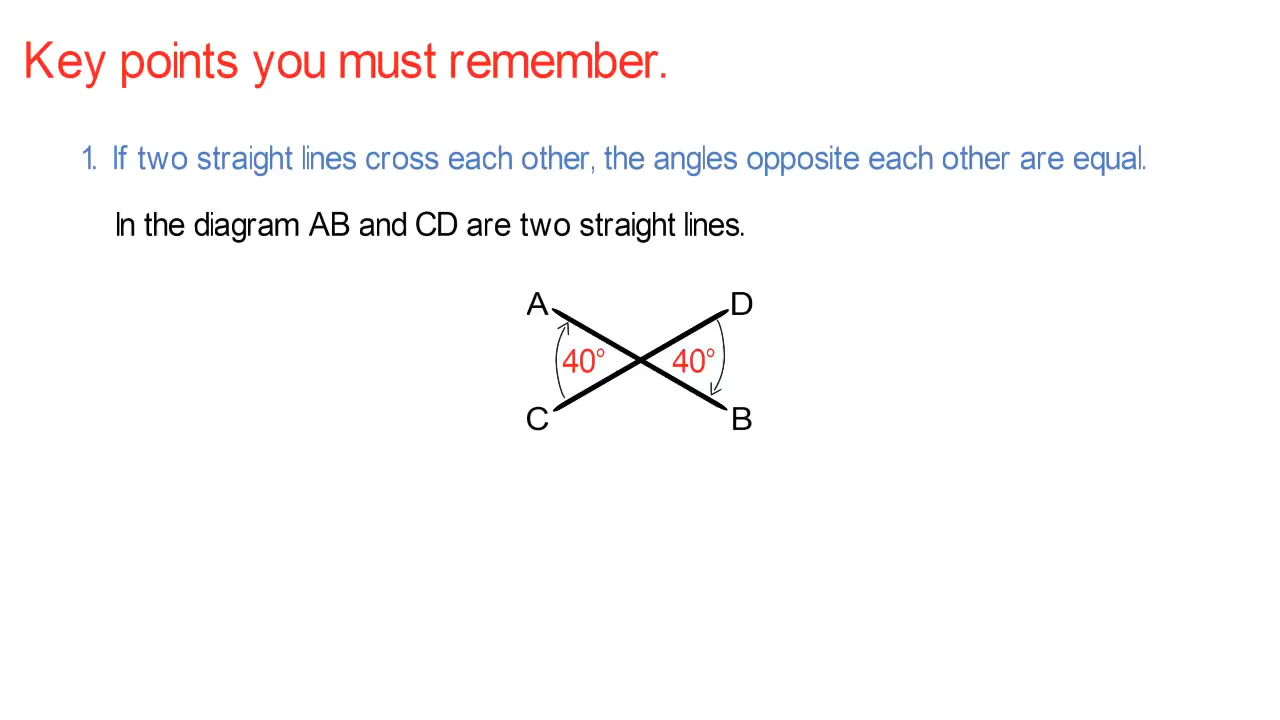 Key points you must remember.
1. If two straight lines cross each other, the angles opposite each other are equal.
In the diagram AB and CD are two straight lines.
A D
40° 40°
C B